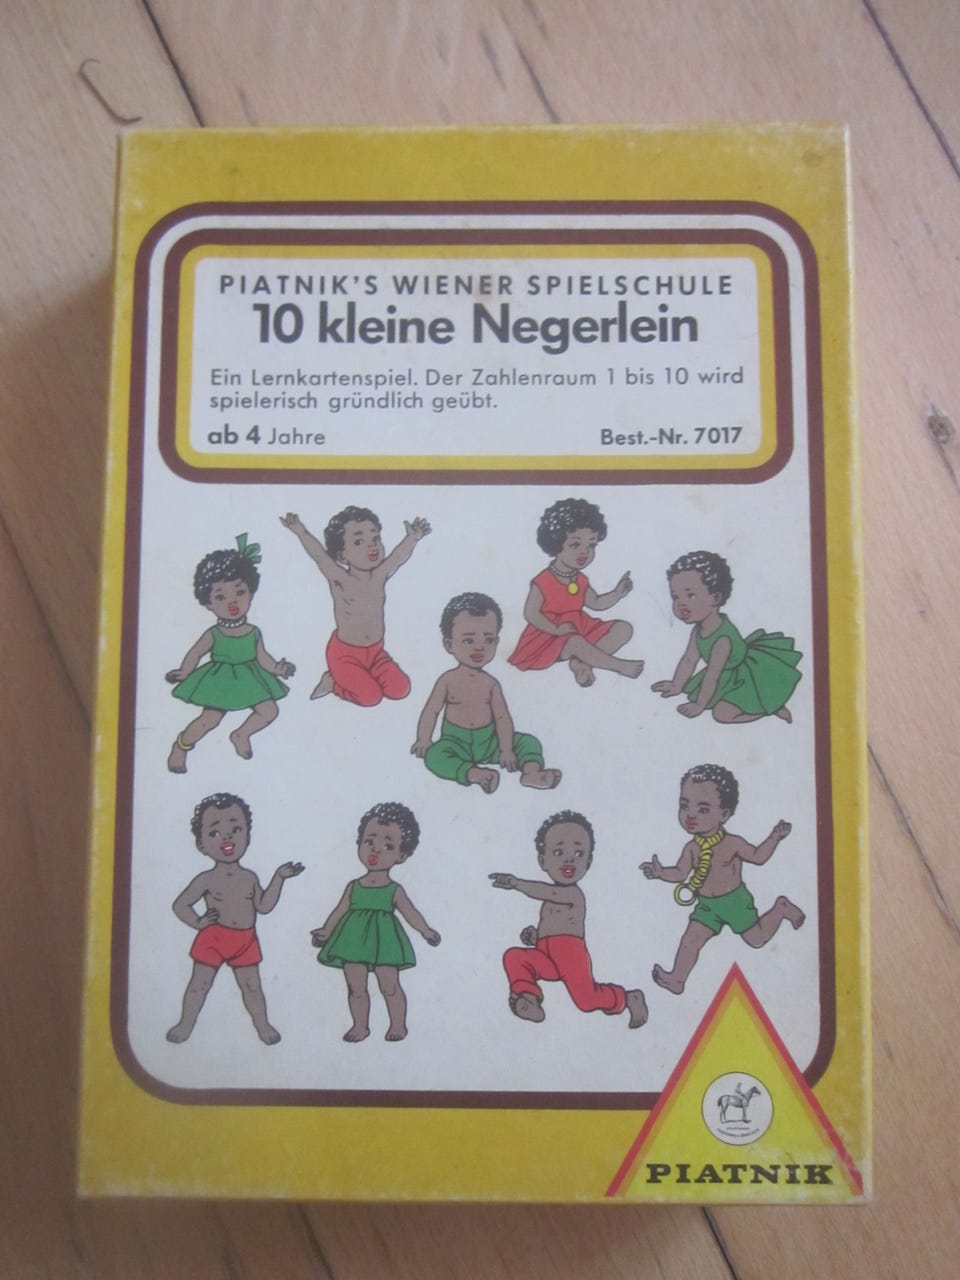 PIATNIK'S WIENER SPIELSCHULE
10 kleine Negerlein
Ein Lernkartenspiel. Der Zahlenraum 1 bis 10 wird
spielerisch gründlich geübt.
ab 4 Jahre Best.-Nr. 7017
PIATNIK